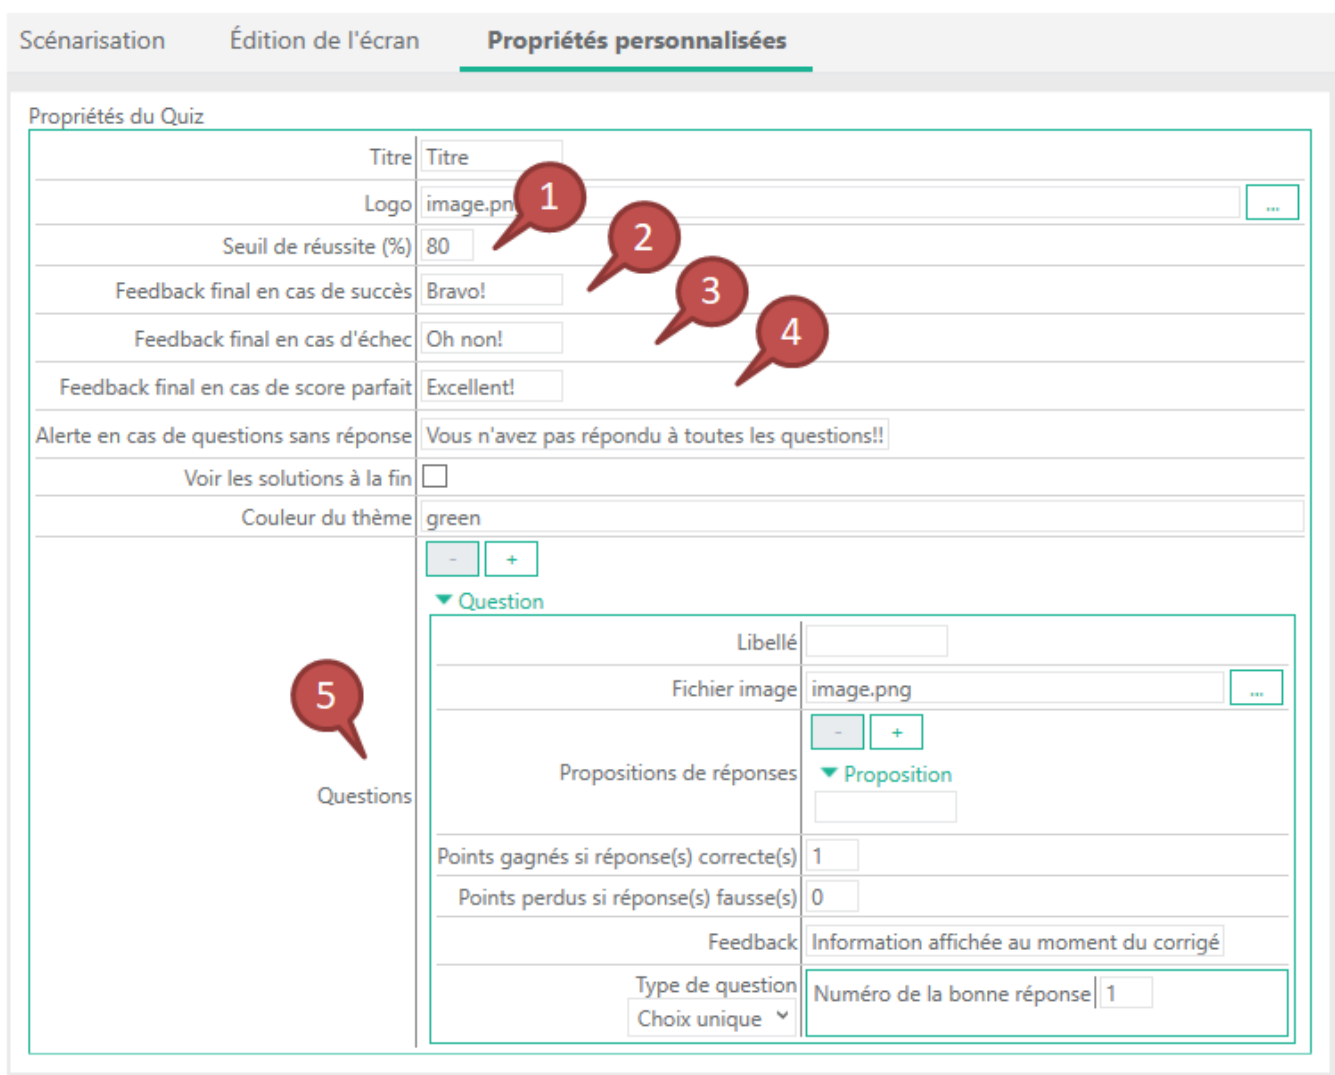 Scénarisation Édition de l'écran Propriétés personnalisées
Propriétés du Quiz
Titre Titre
1
Logo image.pn ...
2
Seuil de réussite (%) 80
3
Feedback final en cas de succès Bravo!
4
Feedback final en cas d'échec Oh non!
Feedback final en cas de score parfait Excellent!
Alerte en cas de questions sans réponse Vous n'avez pas répondu à toutes les questions!!
Voir les solutions à la fin
Couleur du thème green
- +
Question
Libellé
5
Fichier image image.png ...
- +
Propositions de réponses Proposition
Questions
Points gagnés si réponse(s) correcte(s) 1
Points perdus si réponse(s) fausse(s) 0
Feedback Information affichée au moment du corrigé
Type de question Numéro de la bonne réponse 1
Choix unique